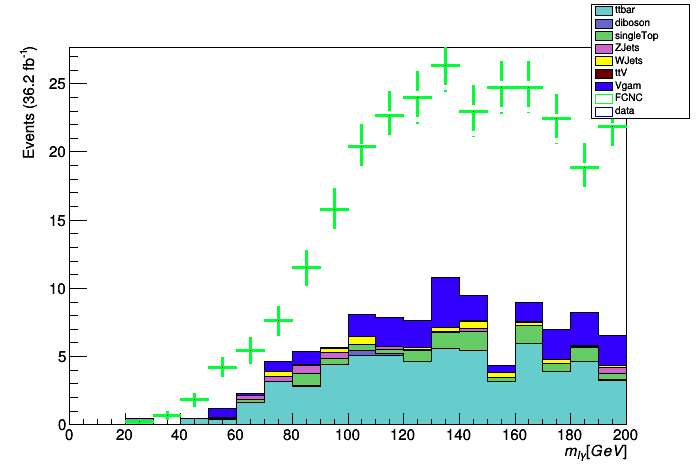 ttbar
diboson
singleTop
ZJets
WJets
ttV
Vgam
FCNC
data
Events (36.2 fb⁻¹)
25
20
15
10
5
0
0 20 40 60 80 100 120 140 160 180 200
m_lγ[GeV]